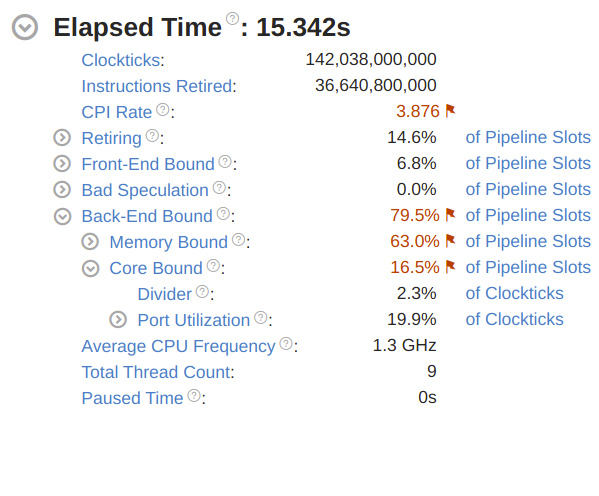 Elapsed Time ?: 15.342s
Clockticks: 142,038,000,000
Instructions Retired: 36,640,800,000
CPI Rate ?: 3.876
Retiring ?: 14.6% of Pipeline Slots
Front-End Bound ?: 6.8% of Pipeline Slots
Bad Speculation ?: 0.0% of Pipeline Slots
Back-End Bound ?: 79.5% of Pipeline Slots
Memory Bound ?: 63.0% of Pipeline Slots
Core Bound ?: 16.5% of Pipeline Slots
Divider ?: 2.3% of Clockticks
Port Utilization ?: 19.9% of Clockticks
Average CPU Frequency ?: 1.3 GHz
Total Thread Count: 9
Paused Time ?: 0s